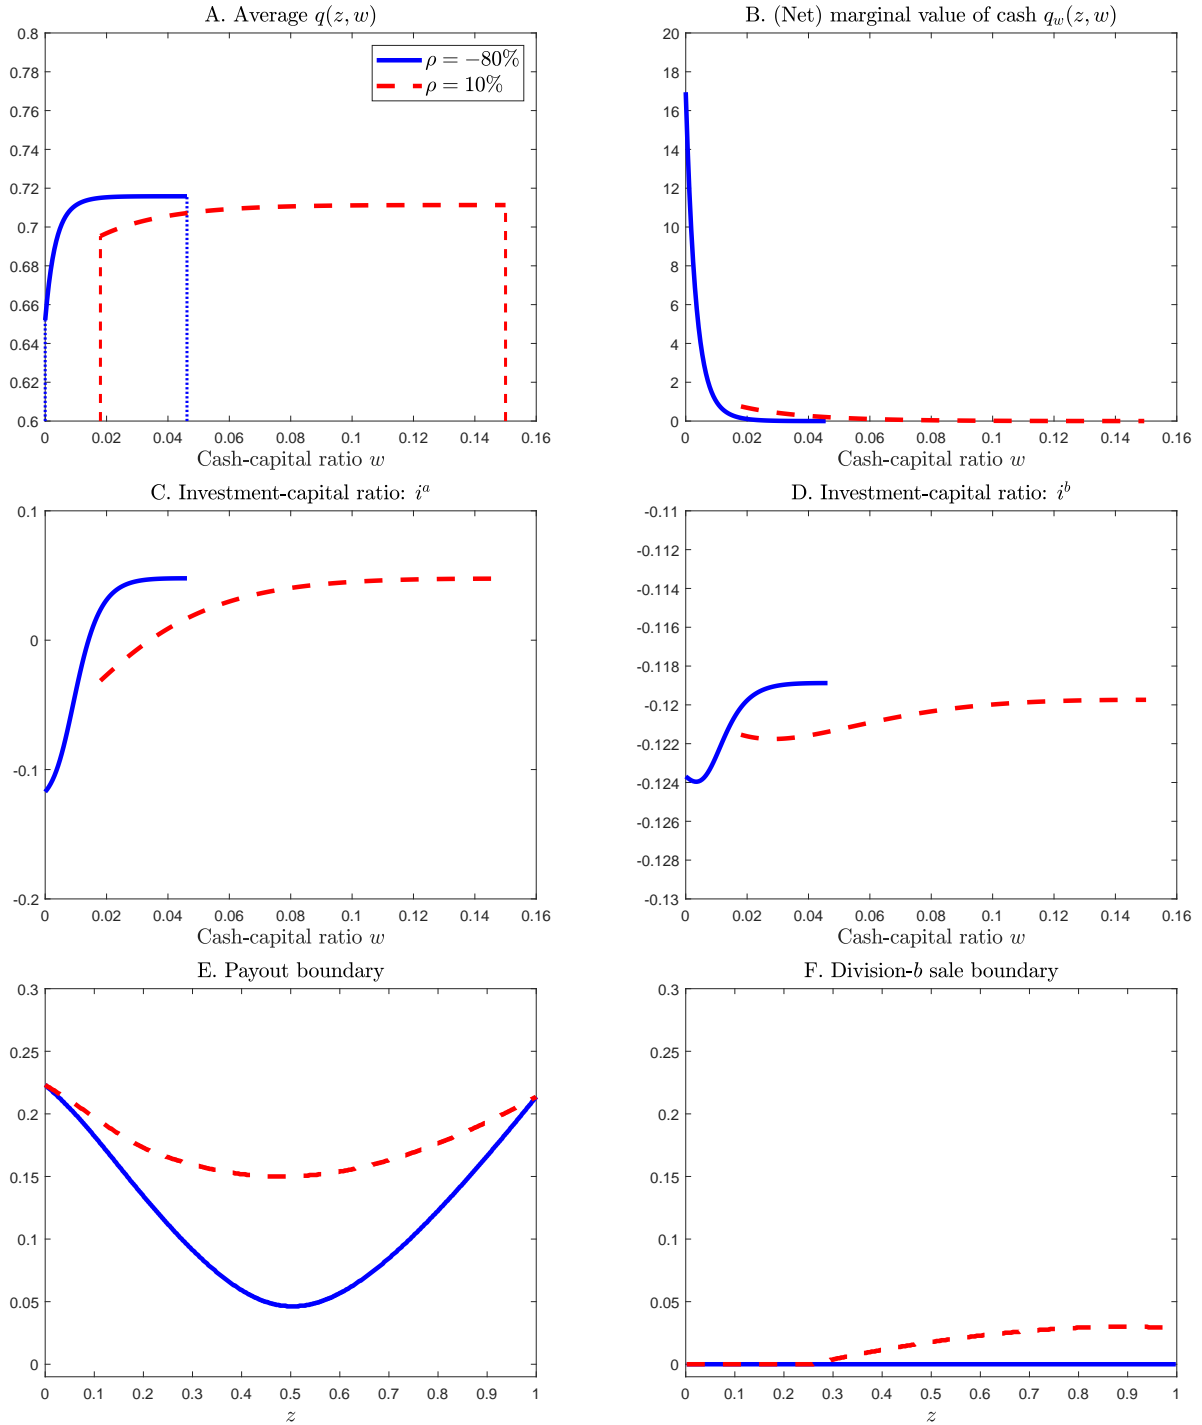 A. Average q(z, w)
0.8
0.78
0.76
0.74
0.72
0.7
0.68
0.66
0.64
0.62
0.6
0 0.02 0.04 0.06 0.08 0.1 0.12 0.14 0.16
Cash-capital ratio w
ρ = −80%
ρ = 10%
B. (Net) marginal value of cash q_w(z, w)
20
18
16
14
12
10
8
6
4
2
0
0 0.02 0.04 0.06 0.08 0.1 0.12 0.14 0.16
Cash-capital ratio w
C. Investment-capital ratio: i^a
0.1
0
-0.1
-0.2
0 0.02 0.04 0.06 0.08 0.1 0.12 0.14 0.16
Cash-capital ratio w
D. Investment-capital ratio: i^b
-0.11
-0.112
-0.114
-0.116
-0.118
-0.12
-0.122
-0.124
-0.126
-0.128
-0.13
0 0.02 0.04 0.06 0.08 0.1 0.12 0.14 0.16
Cash-capital ratio w
E. Payout boundary
0.3
0.25
0.2
0.15
0.1
0.05
0
0 0.1 0.2 0.3 0.4 0.5 0.6 0.7 0.8 0.9 1
z
F. Division-b sale boundary
0.3
0.25
0.2
0.15
0.1
0.05
0
0 0.1 0.2 0.3 0.4 0.5 0.6 0.7 0.8 0.9 1
z